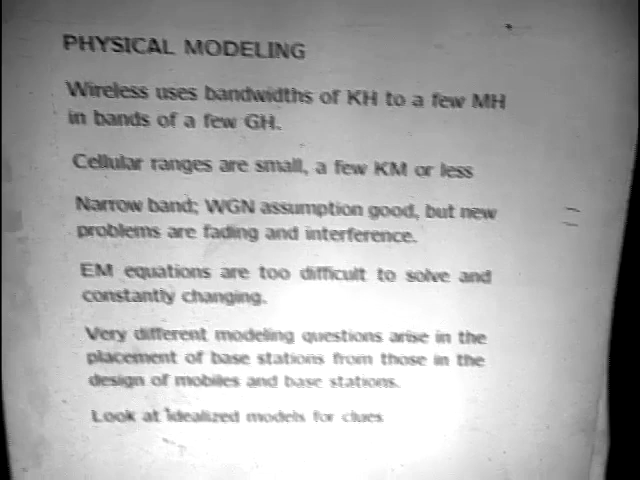 PHYSICAL MODELING
Wireless uses bandwidths of KH to a few MH
in bands of a few GH.
Cellular ranges are small, a few KM or less
Narrow band; WGN assumption good, but new
problems are fading and interference.
EM equations are too difficult to solve and
constantly changing.
Very different modeling questions arise in the
placement of base stations from those in the
design of mobiles and base stations.
Look at idealized models for clues